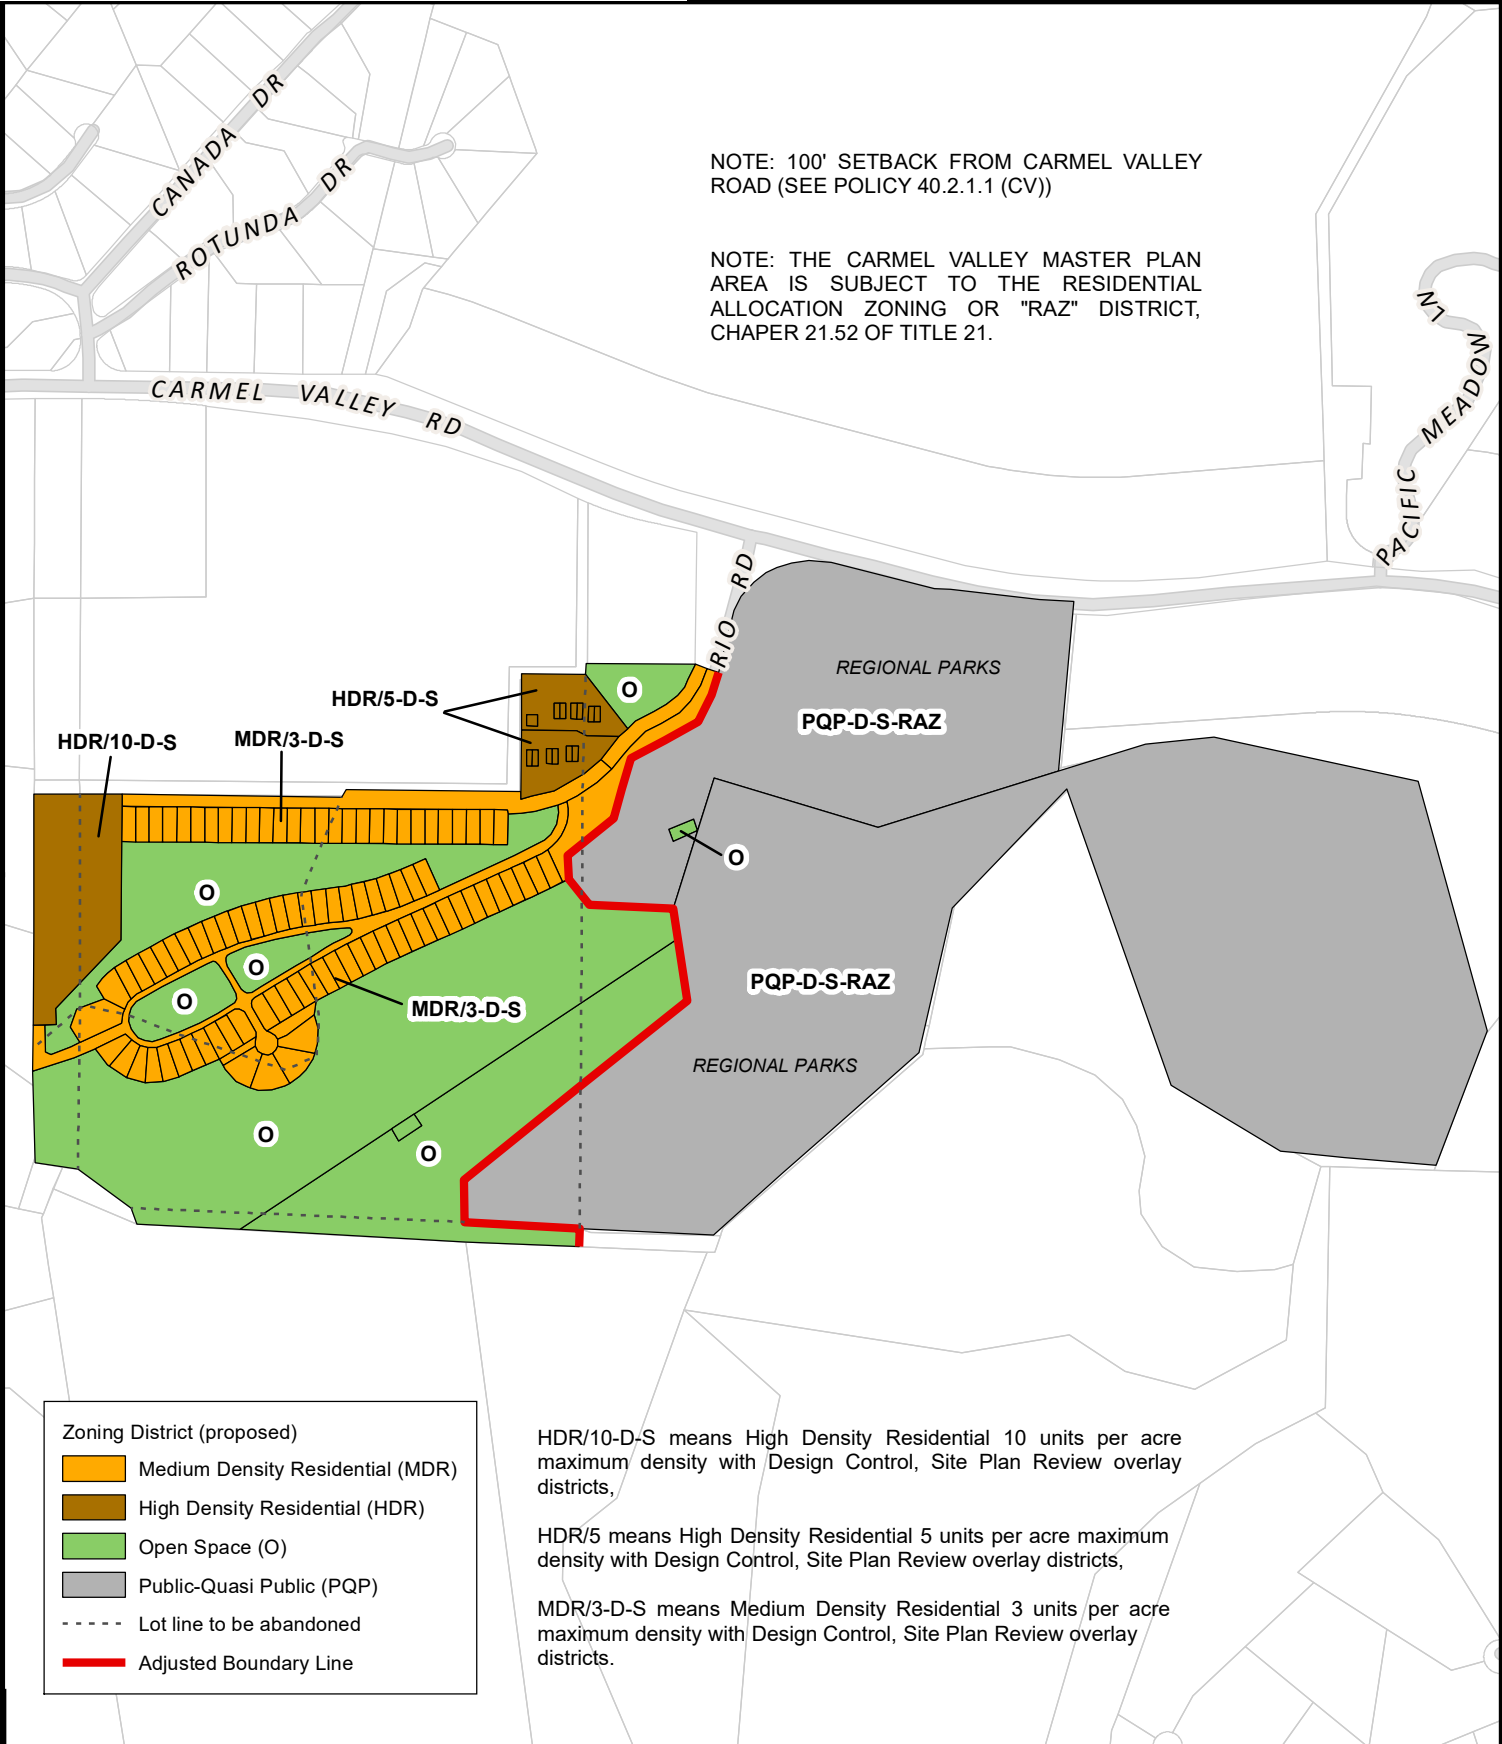 CANADA DR
ROTUNDA DR
NOTE: 100' SETBACK FROM CARMEL VALLEY
ROAD (SEE POLICY 40.2.1.1 (CV))
NOTE: THE CARMEL VALLEY MASTER PLAN
AREA IS SUBJECT TO THE RESIDENTIAL
ALLOCATION ZONING OR "RAZ" DISTRICT,
CHAPER 21.52 OF TITLE 21.
PACIFIC MEADOW LN
CARMEL VALLEY RD
RIO RD
REGIONAL PARKS
PQP-D-S-RAZ
HDR/5-D-S
O
HDR/10-D-S
MDR/3-D-S
O
O
O
O
MDR/3-D-S
PQP-D-S-RAZ
REGIONAL PARKS
O
O
Zoning District (proposed)
Medium Density Residential (MDR)
High Density Residential (HDR)
Open Space (O)
Public-Quasi Public (PQP)
Lot line to be abandoned
Adjusted Boundary Line
HDR/10-D-S means High Density Residential 10 units per acre
maximum density with Design Control, Site Plan Review overlay
districts,
HDR/5 means High Density Residential 5 units per acre maximum
density with Design Control, Site Plan Review overlay districts,
MDR/3-D-S means Medium Density Residential 3 units per acre
maximum density with Design Control, Site Plan Review overlay
districts.